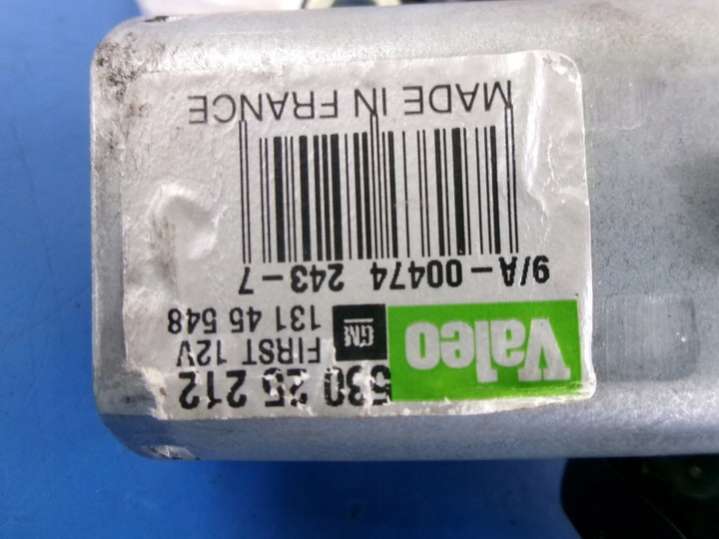 530 25 212
Valeo
FIRST 12V
GM
131 45 548
9/A-00474 243-7
MADE IN FRANCE